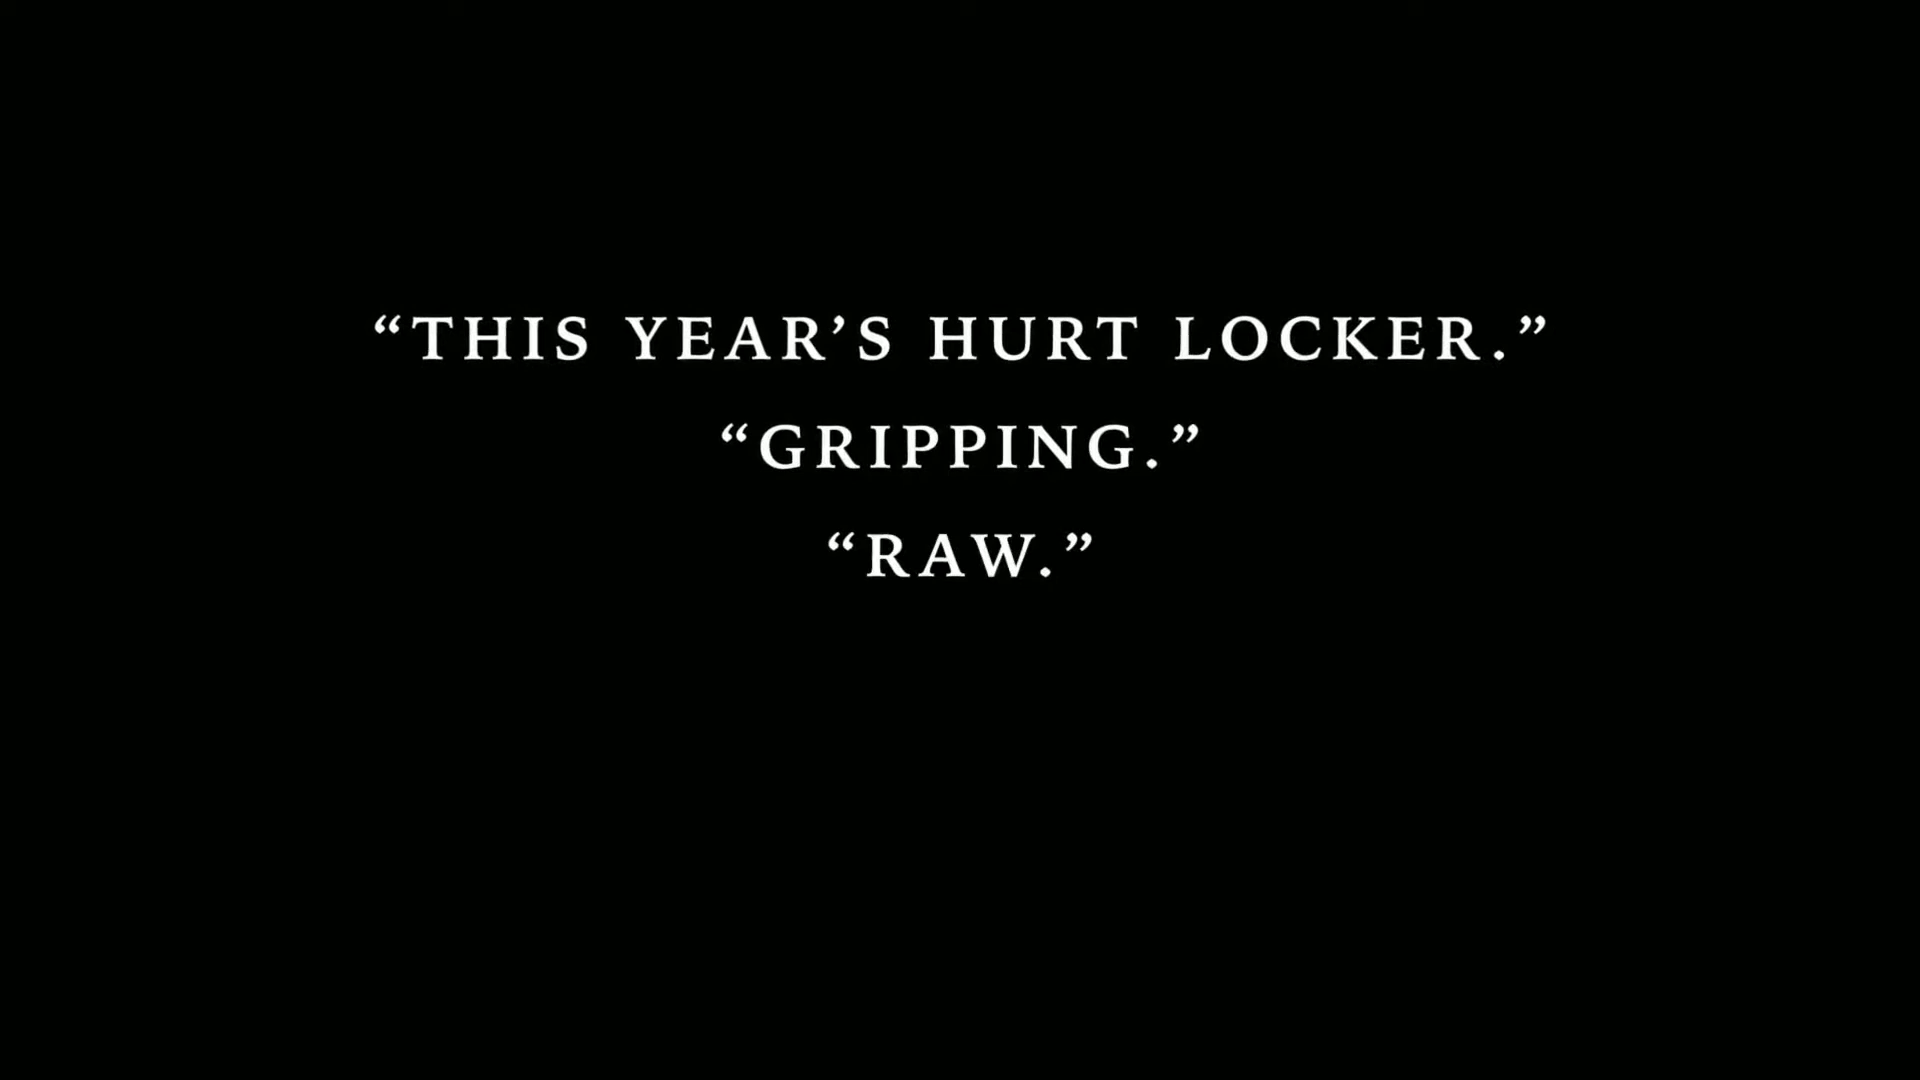 “THIS YEAR’S HURT LOCKER.”
“GRIPPING.”
“RAW.”